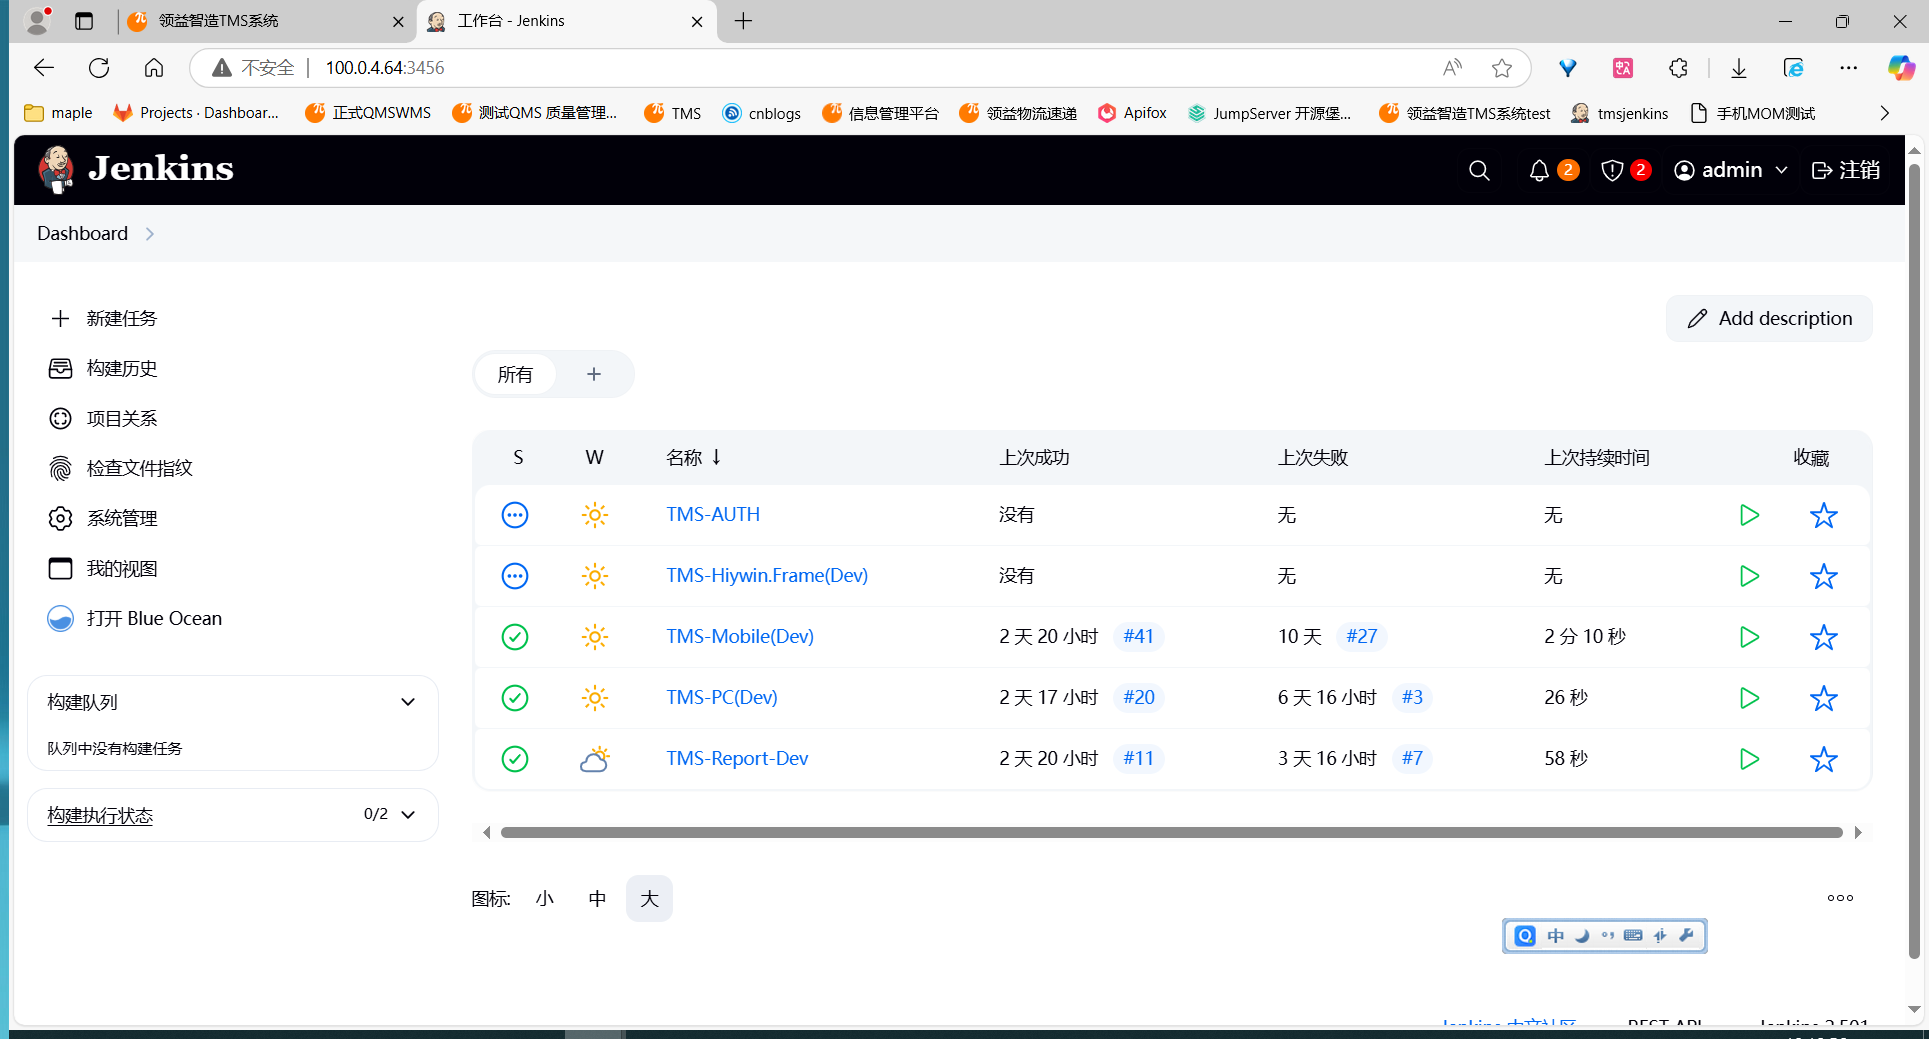 领益智造TMS系统
工作台 - Jenkins
不安全 100.0.4.64:3456
maple Projects · Dashboar... 正式QMSWMS 测试QMS 质量管理... TMS cnblogs 信息管理平台 领益物流速递 Apifox JumpServer 开源堡... 领益智造TMS系统test tmsjenkins 手机MOM测试
Jenkins 2 2 admin 注销
Dashboard
新建任务
构建历史
项目关系
检查文件指纹
系统管理
我的视图
打开 Blue Ocean
构建队列
队列中没有构建任务
构建执行状态 0/2
Add description
所有 +
S W 名称 ↓ 上次成功 上次失败 上次持续时间 收藏
TMS-AUTH 没有 无 无
TMS-Hiywin.Frame(Dev) 没有 无 无
TMS-Mobile(Dev) 2 天 20 小时 #41 10 天 #27 2 分 10 秒
TMS-PC(Dev) 2 天 17 小时 #20 6 天 16 小时 #3 26 秒
TMS-Report-Dev 2 天 20 小时 #11 3 天 16 小时 #7 58 秒
图标: 小 中 大
中
Jenkins 中文社区 REST API Jenkins 2.501